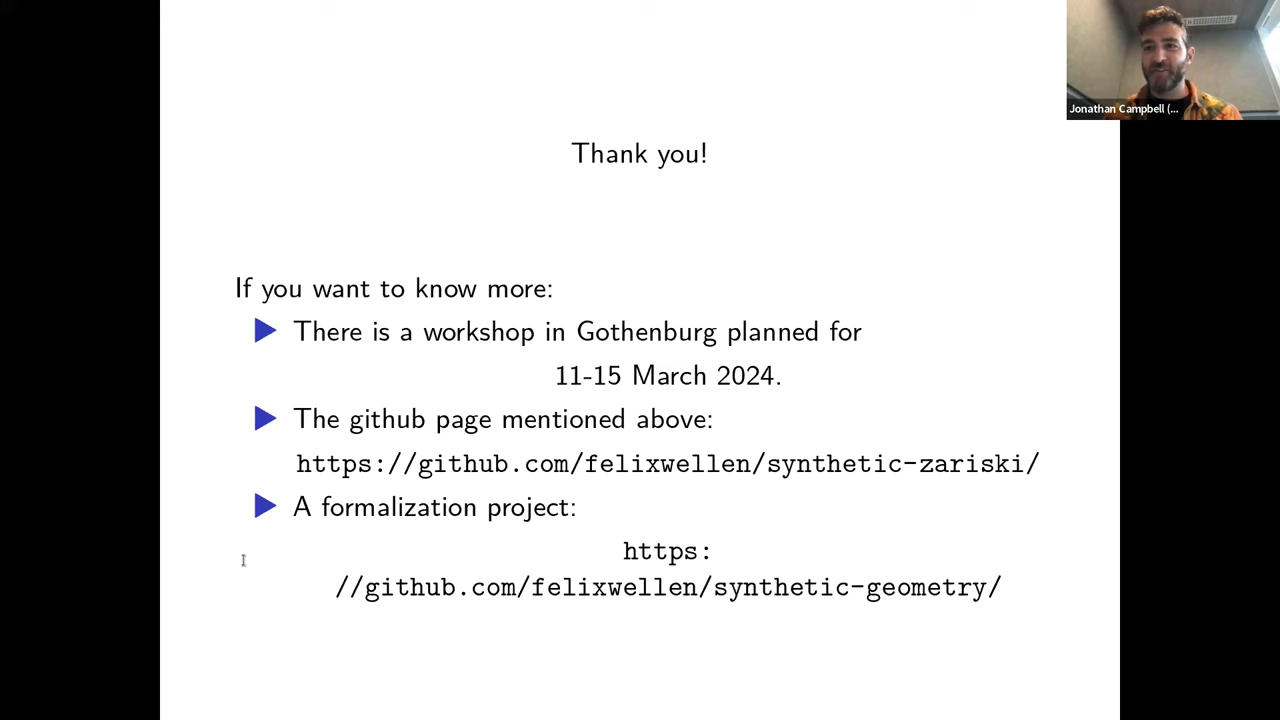 Jonathan Campbell (...
Thank you!
If you want to know more:
There is a workshop in Gothenburg planned for
11-15 March 2024.
The github page mentioned above:
https://github.com/felixwellen/synthetic-zariski/
A formalization project:
https:
//github.com/felixwellen/synthetic-geometry/